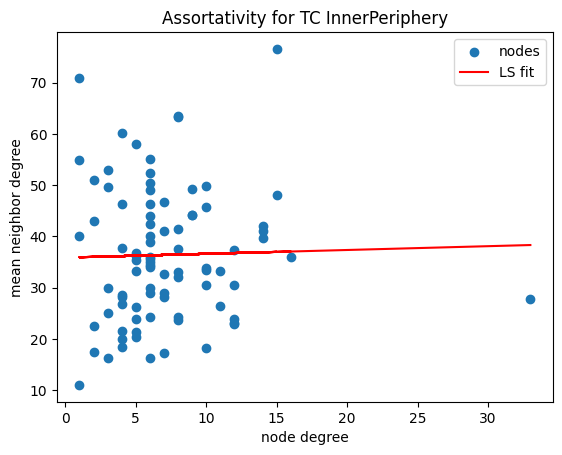 Assortativity for TC InnerPeriphery
nodes
LS fit
mean neighbor degree
70
60
50
40
30
20
10
0
5
10
15
20
25
30
node degree